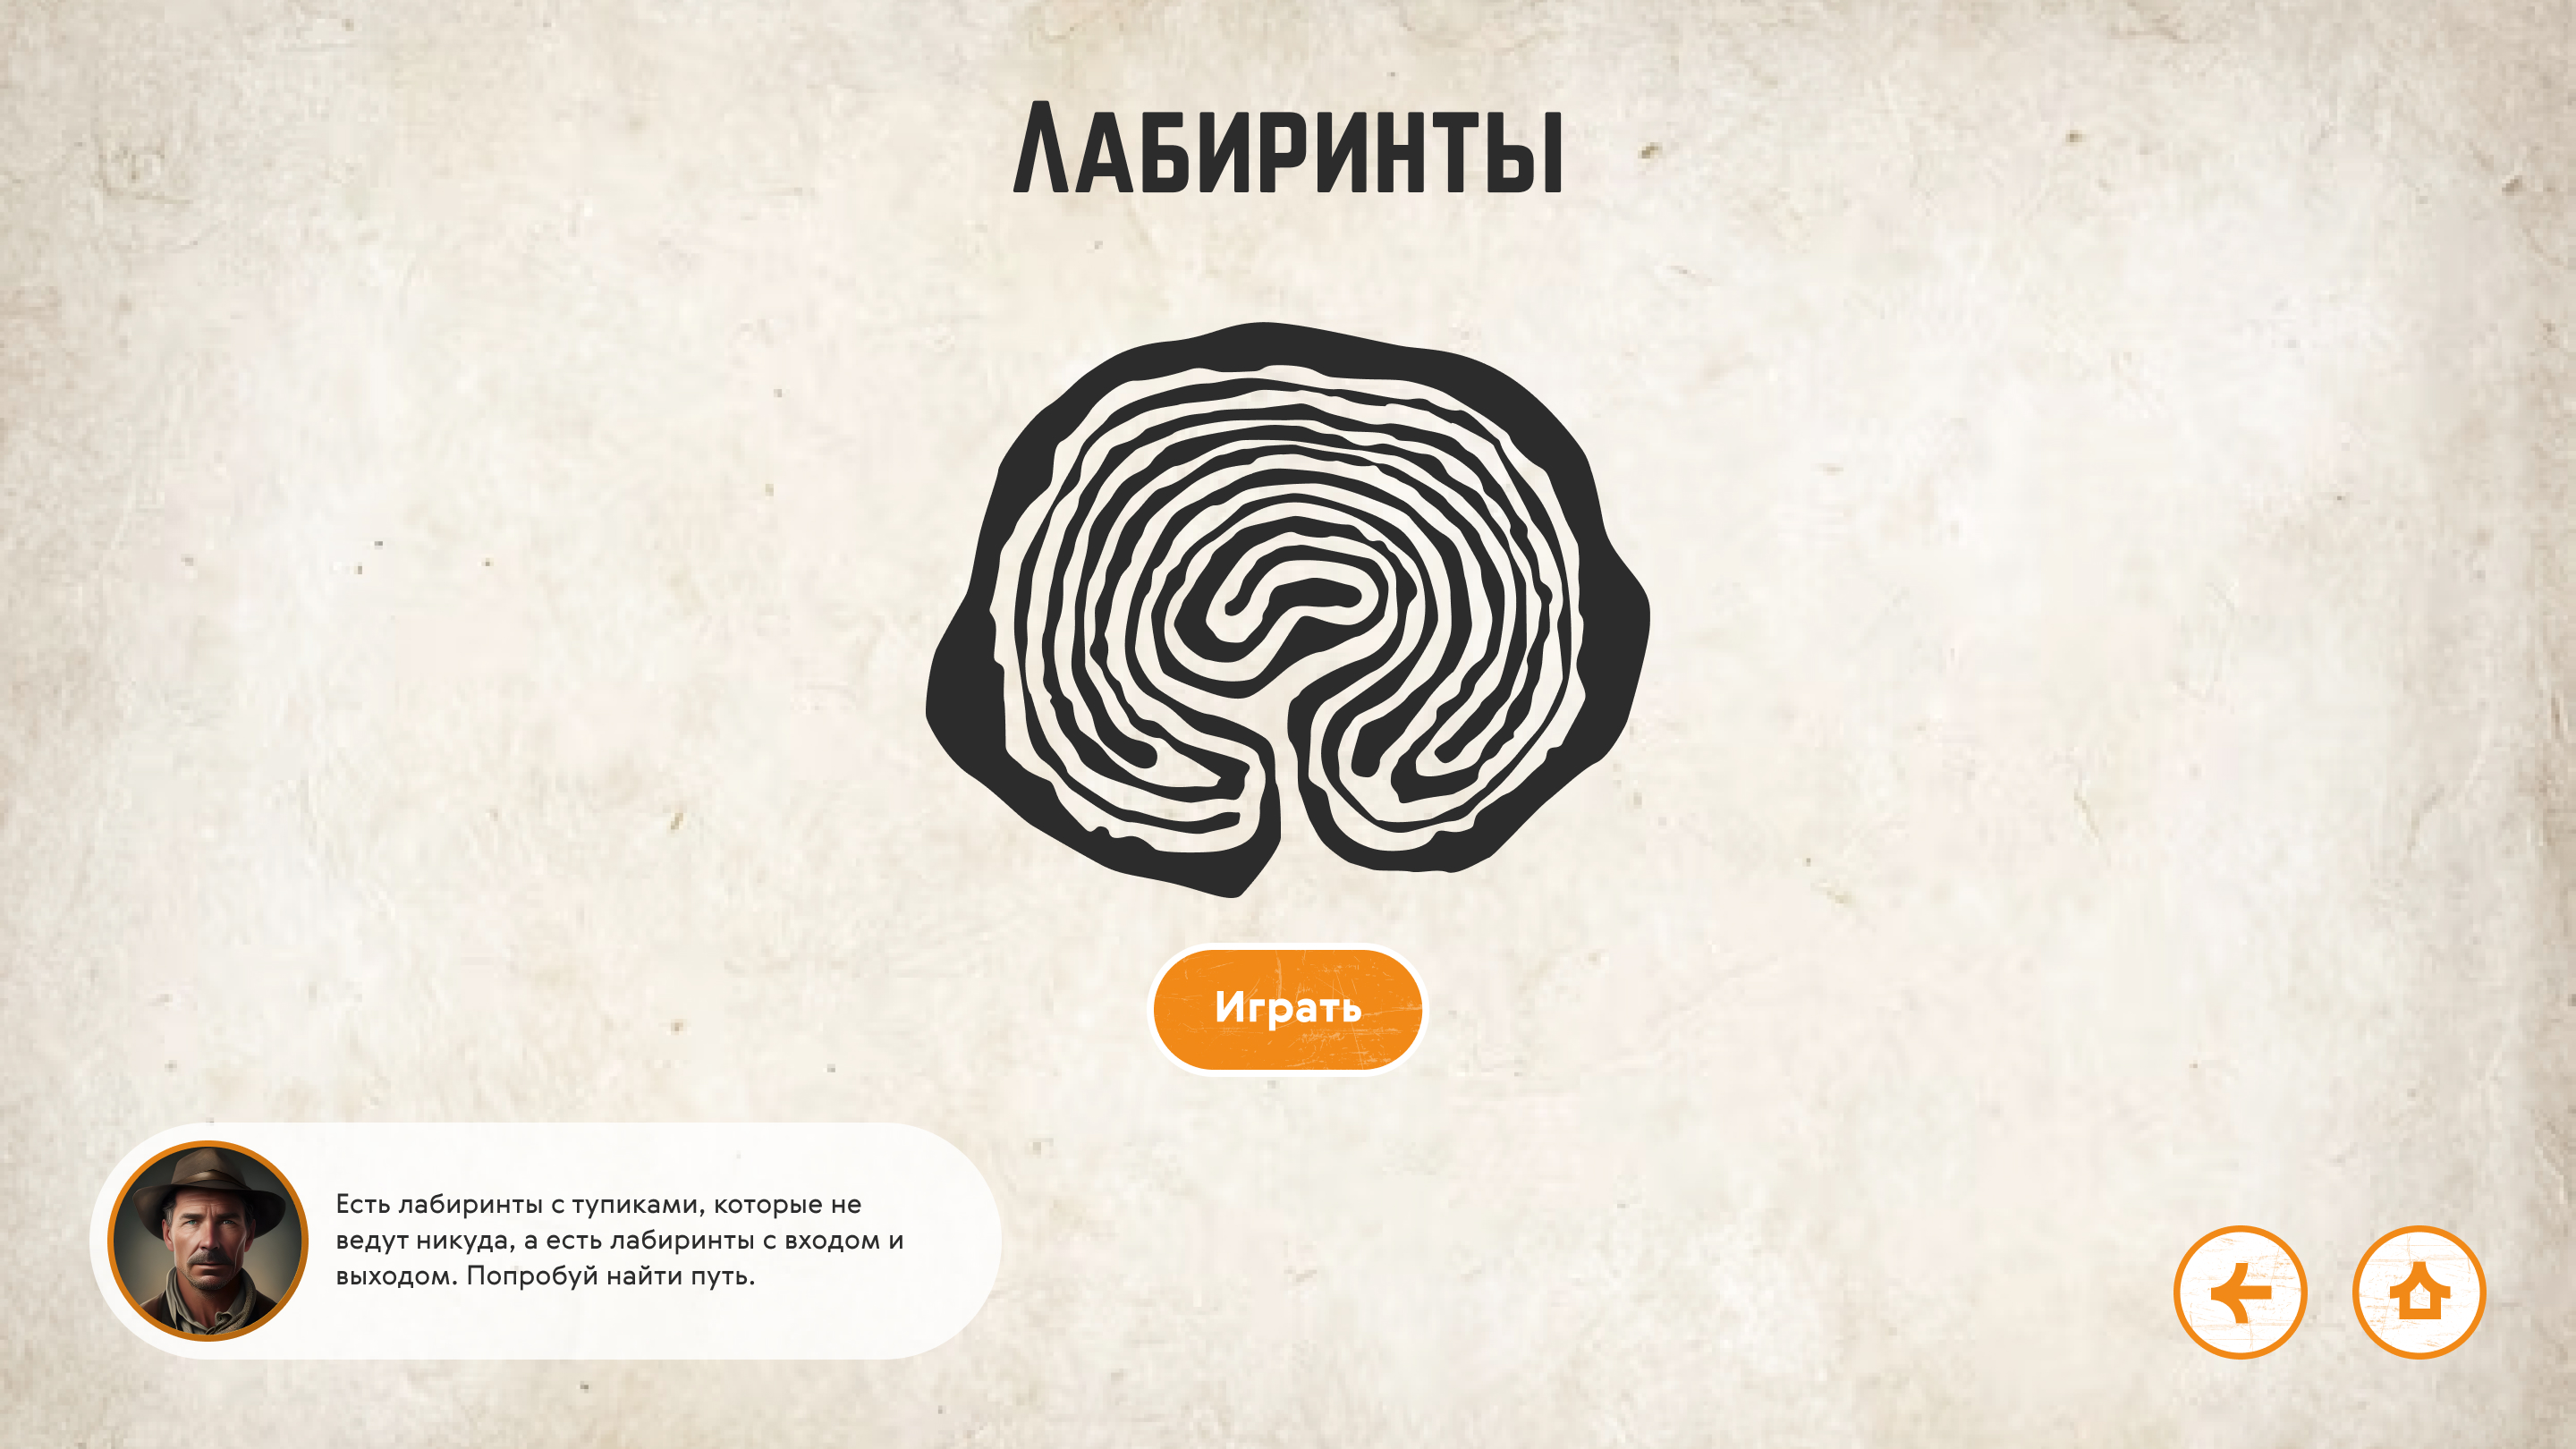 Лабиринты
Играть
Есть лабиринты с тупиками, которые не
ведут никуда, а есть лабиринты с входом и
выходом. Попробуй найти путь.